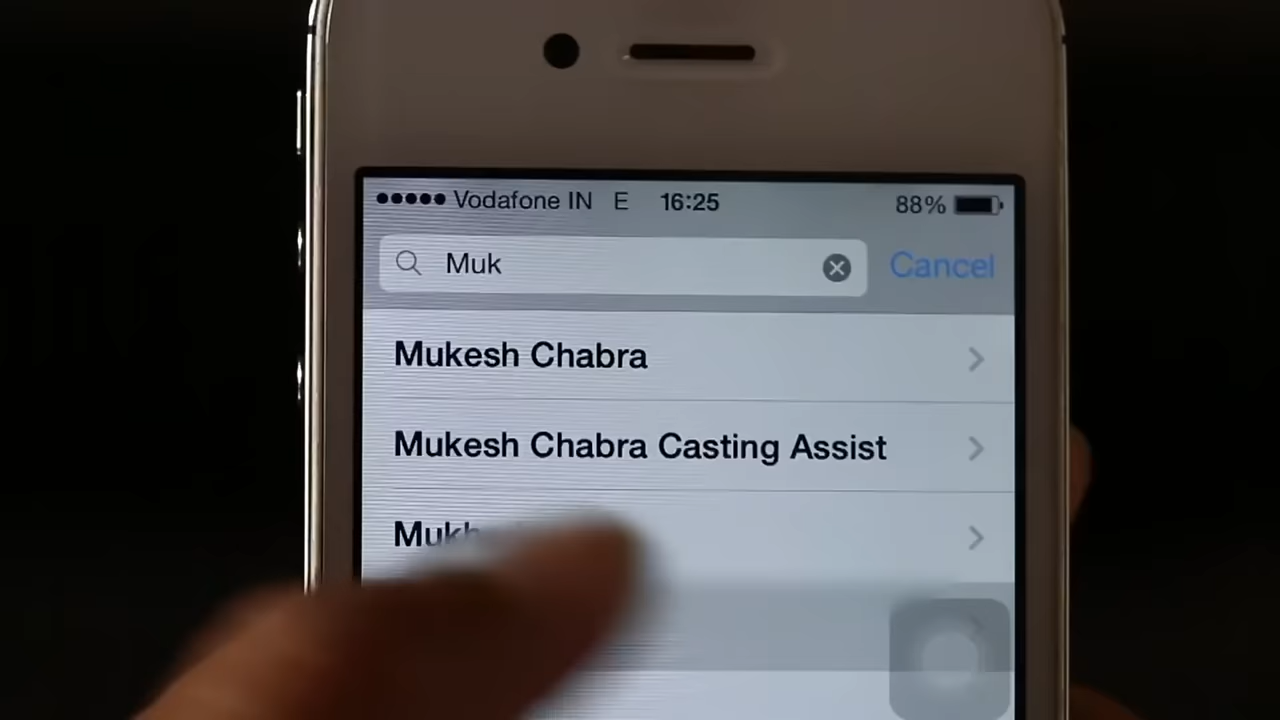 ●●●●● Vodafone IN E 16:25 88%
Muk Cancel
Mukesh Chabra
Mukesh Chabra Casting Assist